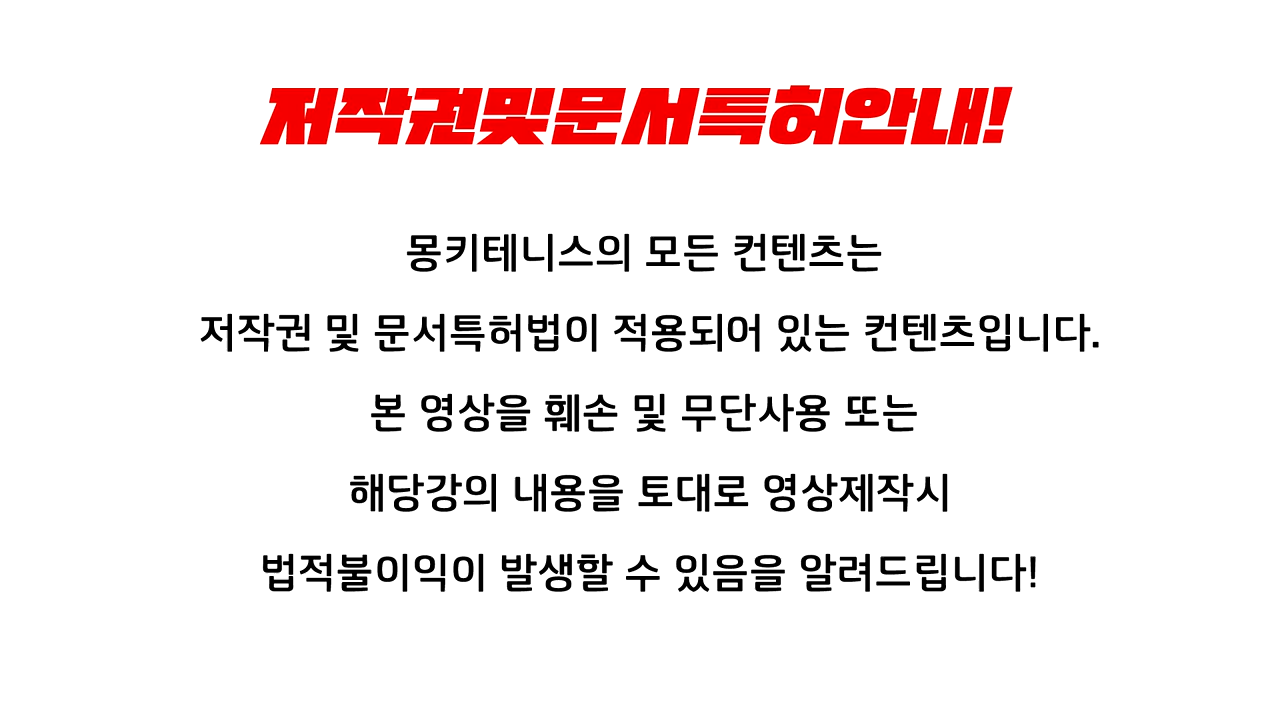 저작권및문서특허안내!
몽키테니스의 모든 컨텐츠는
저작권 및 문서특허법이 적용되어 있는 컨텐츠입니다.
본 영상을 훼손 및 무단사용 또는
해당강의 내용을 토대로 영상제작시
법적불이익이 발생할 수 있음을 알려드립니다!